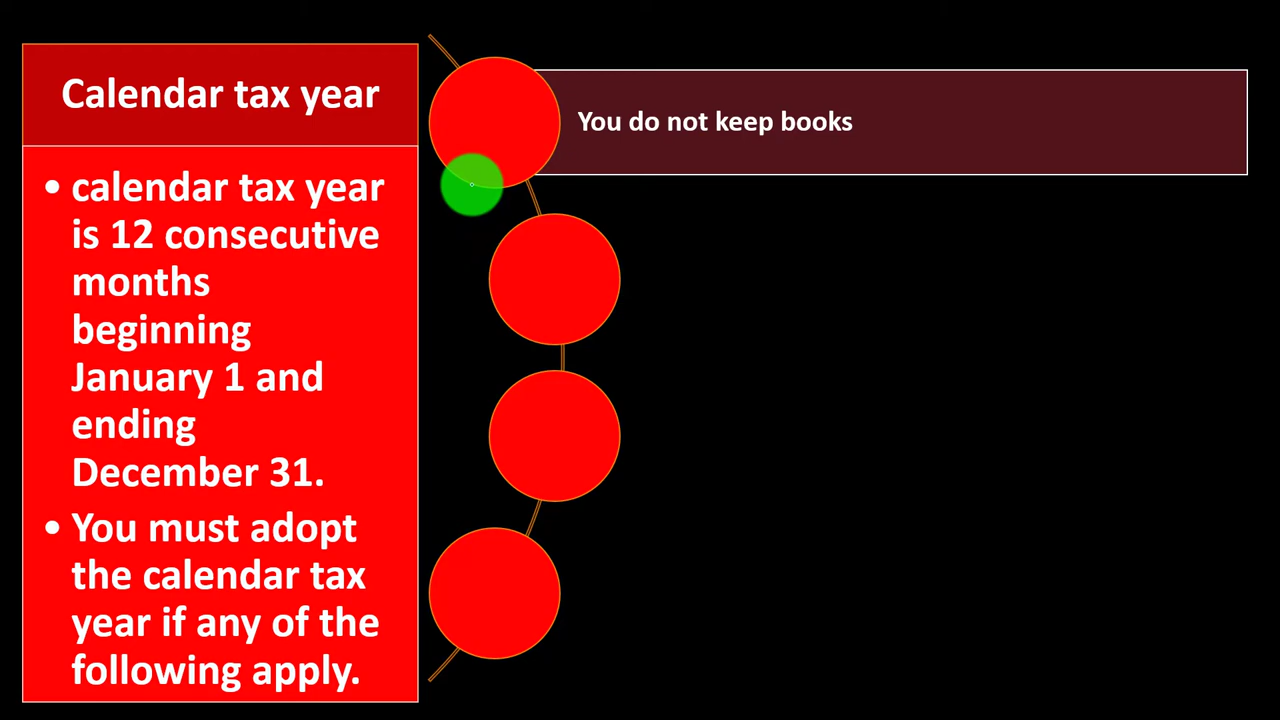 Calendar tax year
• calendar tax year
is 12 consecutive
months
beginning
January 1 and
ending
December 31.
• You must adopt
the calendar tax
year if any of the
following apply.
You do not keep books